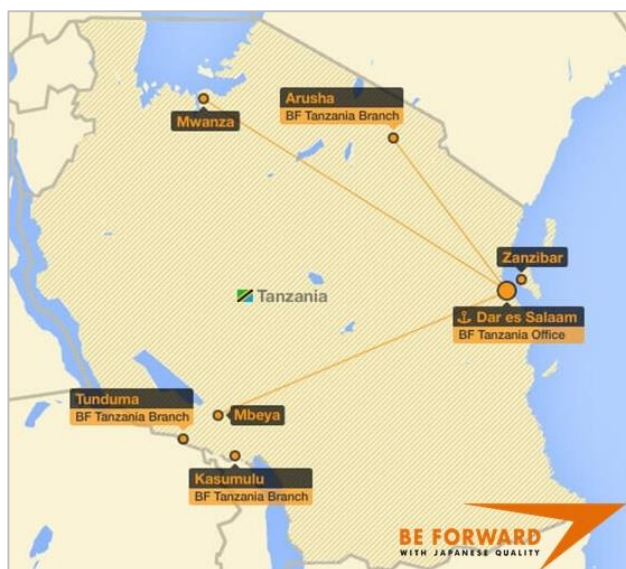 Arusha
BF Tanzania Branch
Mwanza
Zanzibar
Tanzania
Dar es Salaam
BF Tanzania Office
Tunduma
BF Tanzania Branch
Mbeya
Kasumulu
BF Tanzania Branch
BE FORWARD
WITH JAPANESE QUALITY